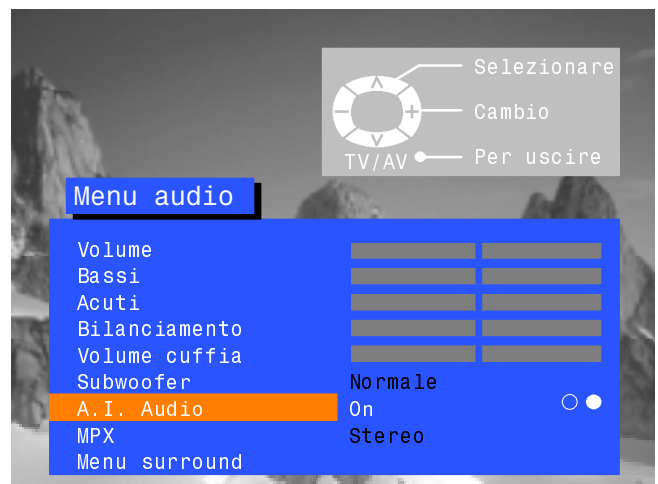 Selezionare
Cambio
TV/AV Per uscire
Menu audio
Volume
Bassi
Acuti
Bilanciamento
Volume cuffia
Subwoofer Normale
A.I. Audio On
MPX Stereo
Menu surround